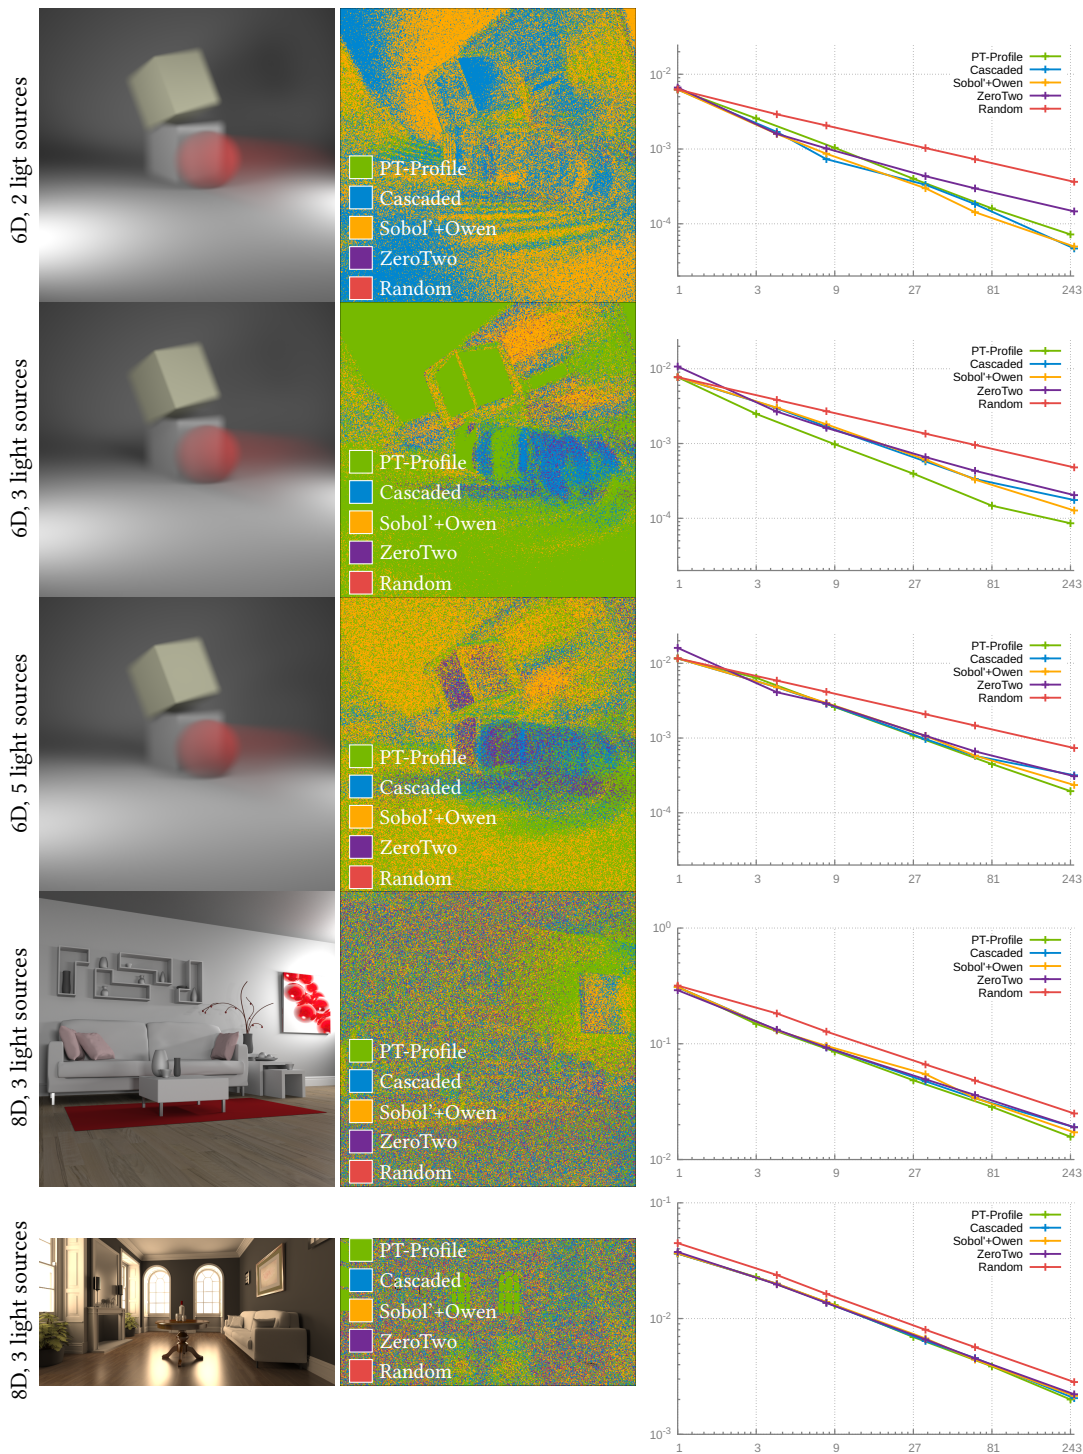 6D, 2 ligt sources
PT-Profile
Cascaded
Sobol'+Owen
ZeroTwo
Random
PT-Profile
Cascaded
Sobol'+Owen
ZeroTwo
Random
10-2
10-3
10-4
1 3 9 27 81 243
6D, 3 light sources
PT-Profile
Cascaded
Sobol'+Owen
ZeroTwo
Random
PT-Profile
Cascaded
Sobol'+Owen
ZeroTwo
Random
10-2
10-3
10-4
1 3 9 27 81 243
6D, 5 light sources
PT-Profile
Cascaded
Sobol'+Owen
ZeroTwo
Random
PT-Profile
Cascaded
Sobol'+Owen
ZeroTwo
Random
10-2
10-3
10-4
1 3 9 27 81 243
8D, 3 light sources
PT-Profile
Cascaded
Sobol'+Owen
ZeroTwo
Random
PT-Profile
Cascaded
Sobol'+Owen
ZeroTwo
Random
100
10-1
10-2
1 3 9 27 81 243
8D, 3 light sources
PT-Profile
Cascaded
Sobol'+Owen
ZeroTwo
Random
PT-Profile
Cascaded
Sobol'+Owen
ZeroTwo
Random
10-1
10-2
10-3
1 3 9 27 81 243